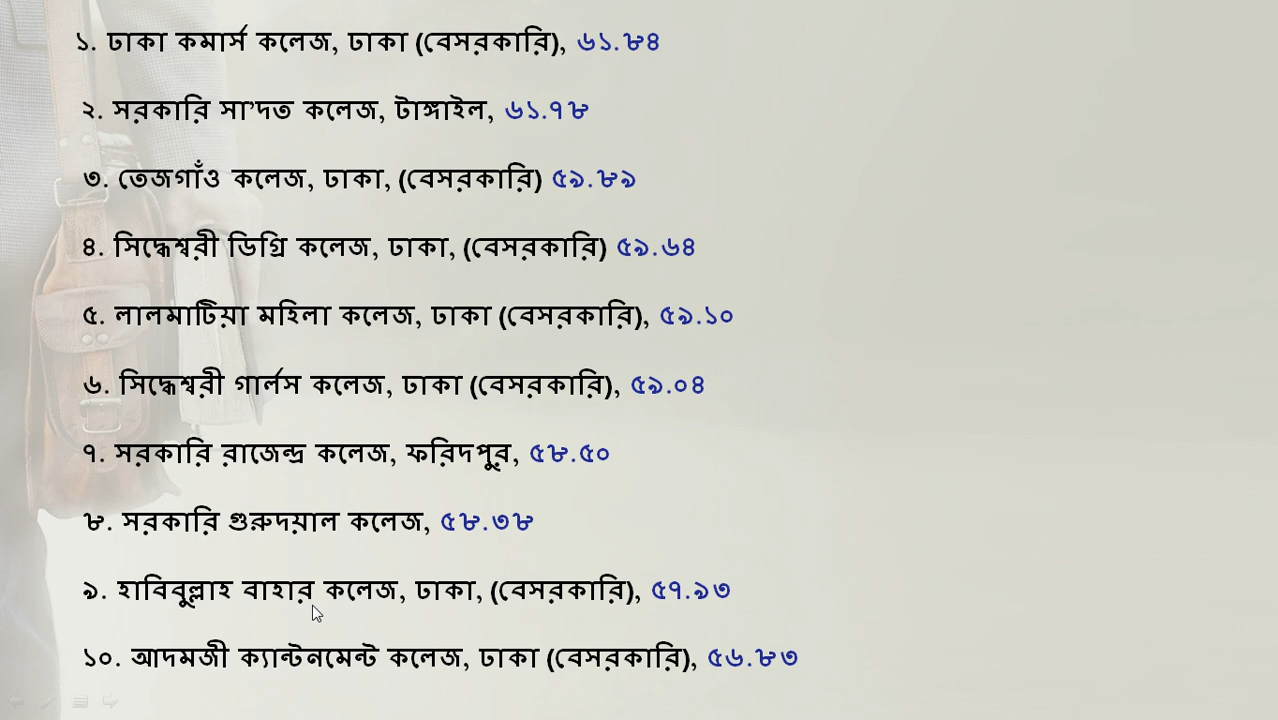 ১. ঢাকা কমার্স কলেজ, ঢাকা (বেসরকারি), ৬১.৮৪
২. সরকারি সা’দত কলেজ, টাঙ্গাইল, ৬১.৭৮
৩. তেজগাঁও কলেজ, ঢাকা, (বেসরকারি) ৫৯.৮৯
৪. সিদ্ধেশ্বরী ডিগ্রি কলেজ, ঢাকা, (বেসরকারি) ৫৯.৬৪
৫. লালমাটিয়া মহিলা কলেজ, ঢাকা (বেসরকারি), ৫৯.১০
৬. সিদ্ধেশ্বরী গার্লস কলেজ, ঢাকা (বেসরকারি), ৫৯.০৪
৭. সরকারি রাজেন্দ্র কলেজ, ফরিদপুর, ৫৮.৫০
৮. সরকারি গুরুদয়াল কলেজ, ৫৮.৩৮
৯. হাবিবুল্লাহ বাহার কলেজ, ঢাকা, (বেসরকারি), ৫৭.৯৩
১০. আদমজী ক্যান্টনমেন্ট কলেজ, ঢাকা (বেসরকারি), ৫৬.৮৩